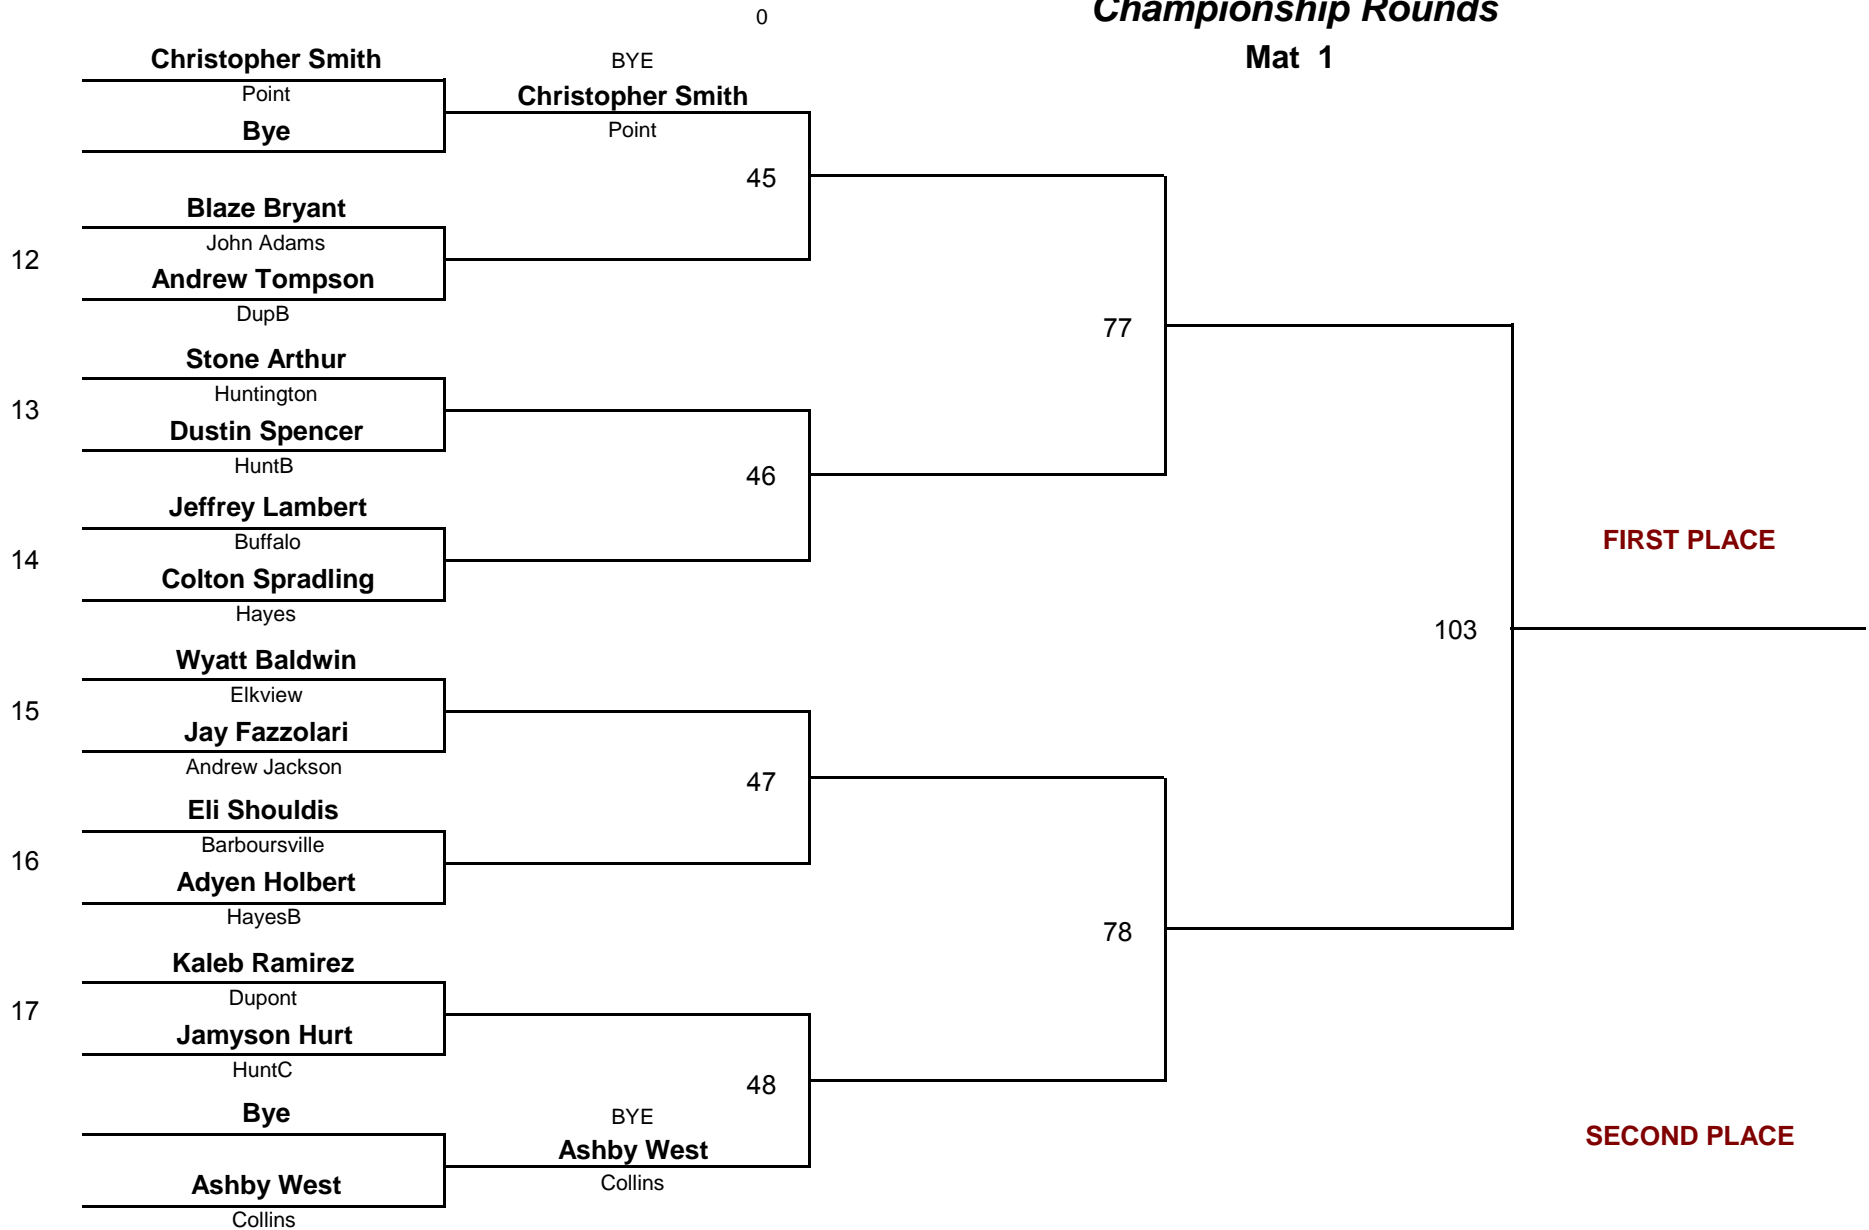 Championship Rounds
0
Mat 1
Christopher Smith
BYE
Point
Christopher Smith
Bye
Point
45
Blaze Bryant
John Adams
12
Andrew Tompson
DupB
77
Stone Arthur
Huntington
13
Dustin Spencer
HuntB
46
Jeffrey Lambert
Buffalo
14
Colton Spradling
Hayes
FIRST PLACE
103
Wyatt Baldwin
Elkview
15
Jay Fazzolari
Andrew Jackson
47
Eli Shouldis
Barboursville
16
Adyen Holbert
HayesB
78
Kaleb Ramirez
Dupont
17
Jamyson Hurt
HuntC
48
Bye
BYE
Ashby West
Collins
SECOND PLACE
Ashby West
Collins